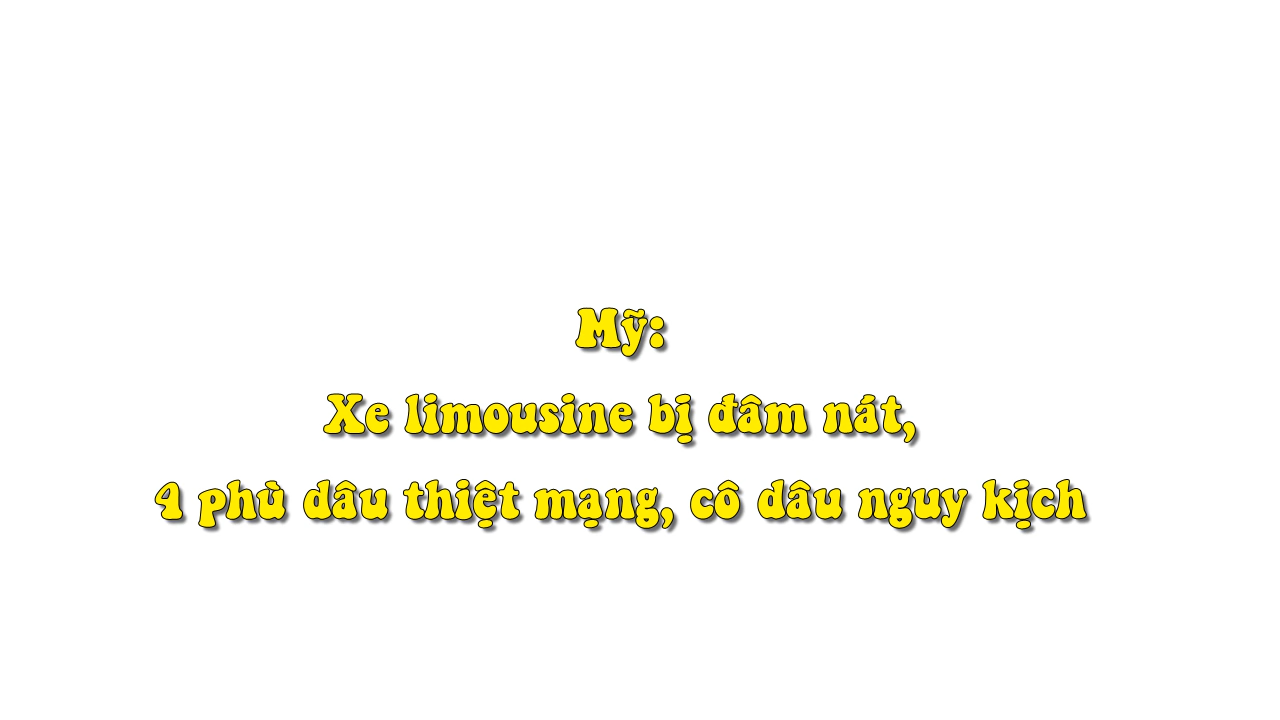 Mỹ:
Xe limousine bị đâm nát,
4 phù dâu thiệt mạng, cô dâu nguy kịch